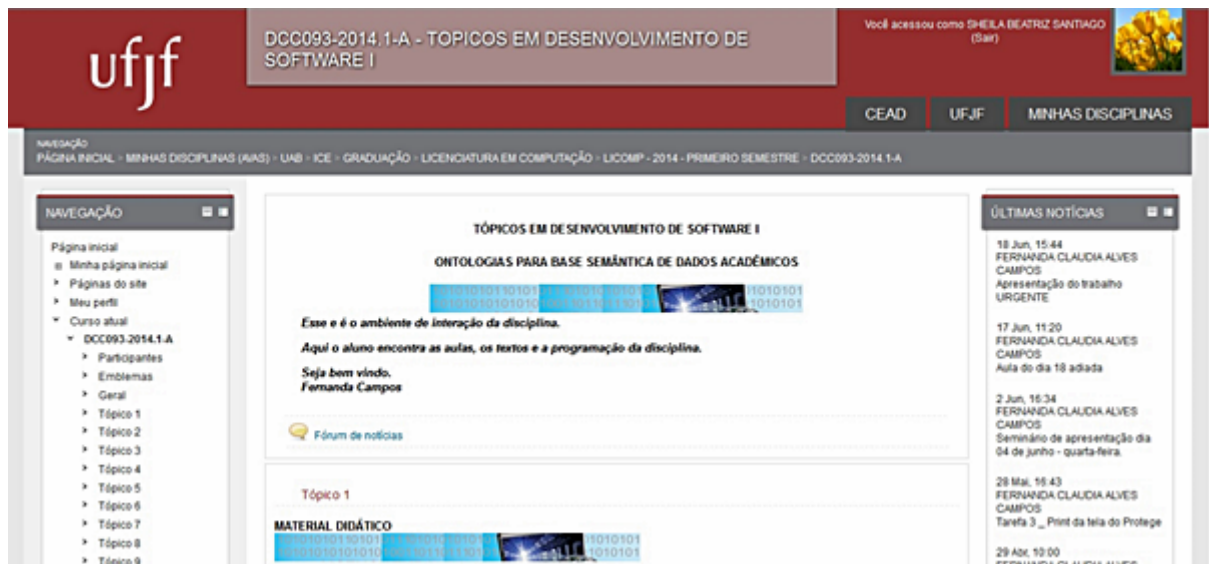 ufjf
DCC093-2014.1-A - TOPICOS EM DESENVOLVIMENTO DE
SOFTWARE I
Você acessou como SHEILA BEATRIZ SANTIAGO
(Sair)
CEAD UFJF MINHAS DISCIPLINAS
NAVEGAÇÃO
PÁGINA INICIAL MINHAS DISCIPLINAS (AVAS) UAB ICE GRADUAÇÃO LICENCIATURA EM COMPUTAÇÃO LICOMP - 2014 - PRIMEIRO SEMESTRE DCC093-2014.1-A
NAVEGAÇÃO
Página inicial
Minha página inicial
Páginas do site
Meu perfil
Curso atual
DCC093-2014.1-A
Participantes
Emblemas
Geral
Tópico 1
Tópico 2
Tópico 3
Tópico 4
Tópico 5
Tópico 6
Tópico 7
Tópico 8
Tópico 9
TÓPICOS EM DESENVOLVIMENTO DE SOFTWARE I
ONTOLOGIAS PARA BASE SEMÂNTICA DE DADOS ACADÊMICOS
Esse e é o ambiente de interação da disciplina.
Aqui o aluno encontra as aulas, os textos e a programação da disciplina.
Seja bem vindo.
Fernanda Campos
Fórum de notícias
Tópico 1
MATERIAL DIDÁTICO
ÚLTIMAS NOTÍCIAS
18 Jun, 15:44
FERNANDA CLAUDIA ALVES
CAMPOS
Apresentação do trabalho
URGENTE
17 Jun, 11:20
FERNANDA CLAUDIA ALVES
CAMPOS
Aula do dia 18 adiada
2 Jun, 16:34
FERNANDA CLAUDIA ALVES
CAMPOS
Seminário de apresentação dia
04 de junho - quarta-feira.
28 Mai, 16:43
FERNANDA CLAUDIA ALVES
CAMPOS
Tarefa 3 _ Print da tela do Protege
29 Abr, 10:00
FERNANDA CLAUDIA ALVES